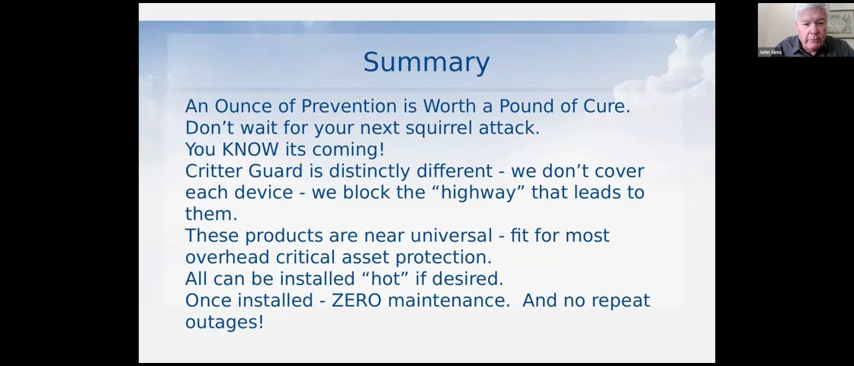 Summary
An Ounce of Prevention is Worth a Pound of Cure.
Don't wait for your next squirrel attack.
You KNOW its coming!
Critter Guard is distinctly different - we don't cover
each device - we block the “highway” that leads to
them.
These products are near universal - fit for most
overhead critical asset protection.
All can be installed “hot” if desired.
Once installed - ZERO maintenance.  And no repeat
outages!